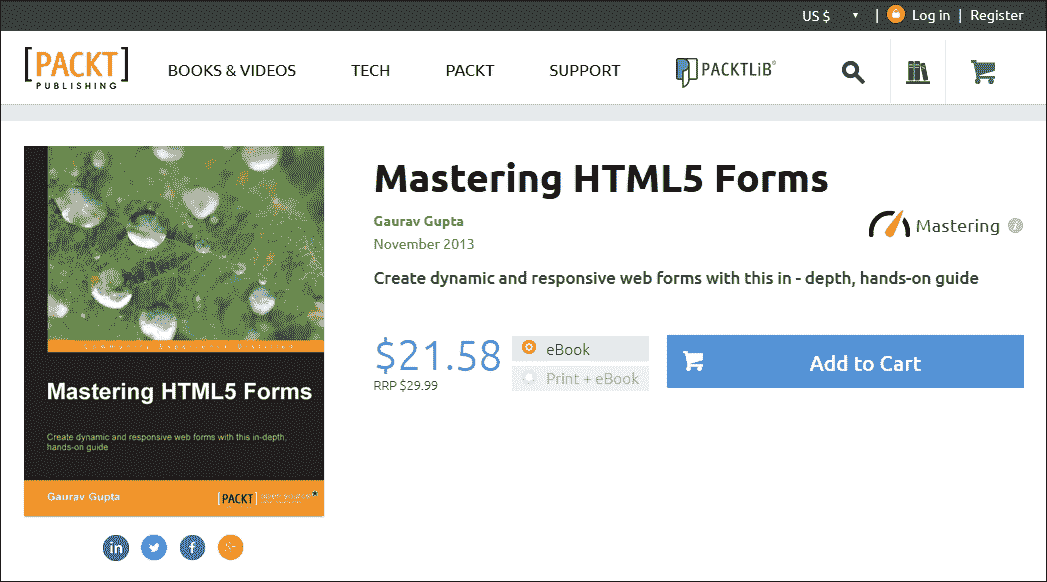 US $ ▼ | Log in | Register
[PACKT]
PUBLISHING
BOOKS & VIDEOS TECH PACKT SUPPORT PACKTLiB®
Mastering HTML5 Forms
Gaurav Gupta
November 2013
Mastering i
Create dynamic and responsive web forms with this in - depth, hands-on guide
$21.58
RRP $29.99
eBook
Print + eBook
Add to Cart
Mastering HTML5 Forms
Create dynamic and responsive web forms with this in-depth,
hands-on guide
Gaurav Gupta [PACKT]
in f